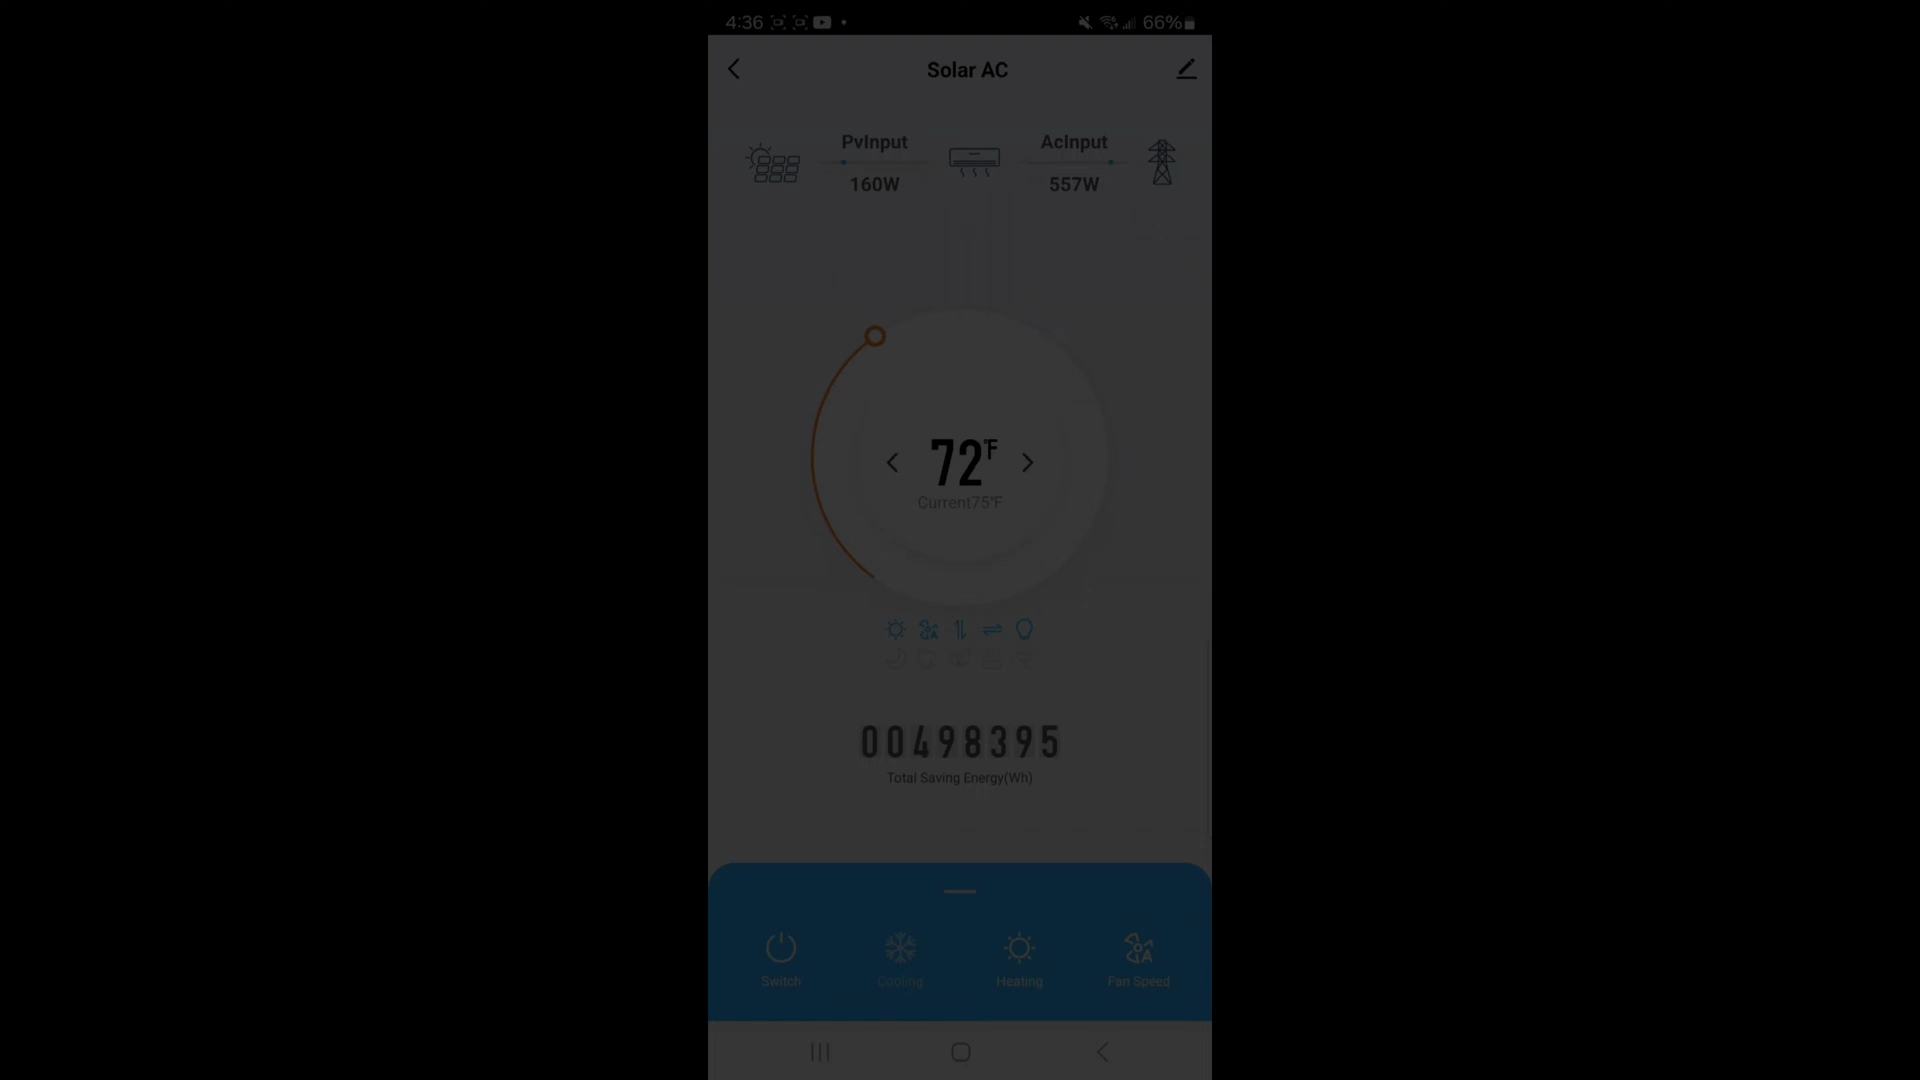 4:36 66%
Solar AC
PvInput AcInput
160W 557W
72°F
Current75°F
00498395
Total Saving Energy(Wh)
Switch Cooling Heating Fan Speed